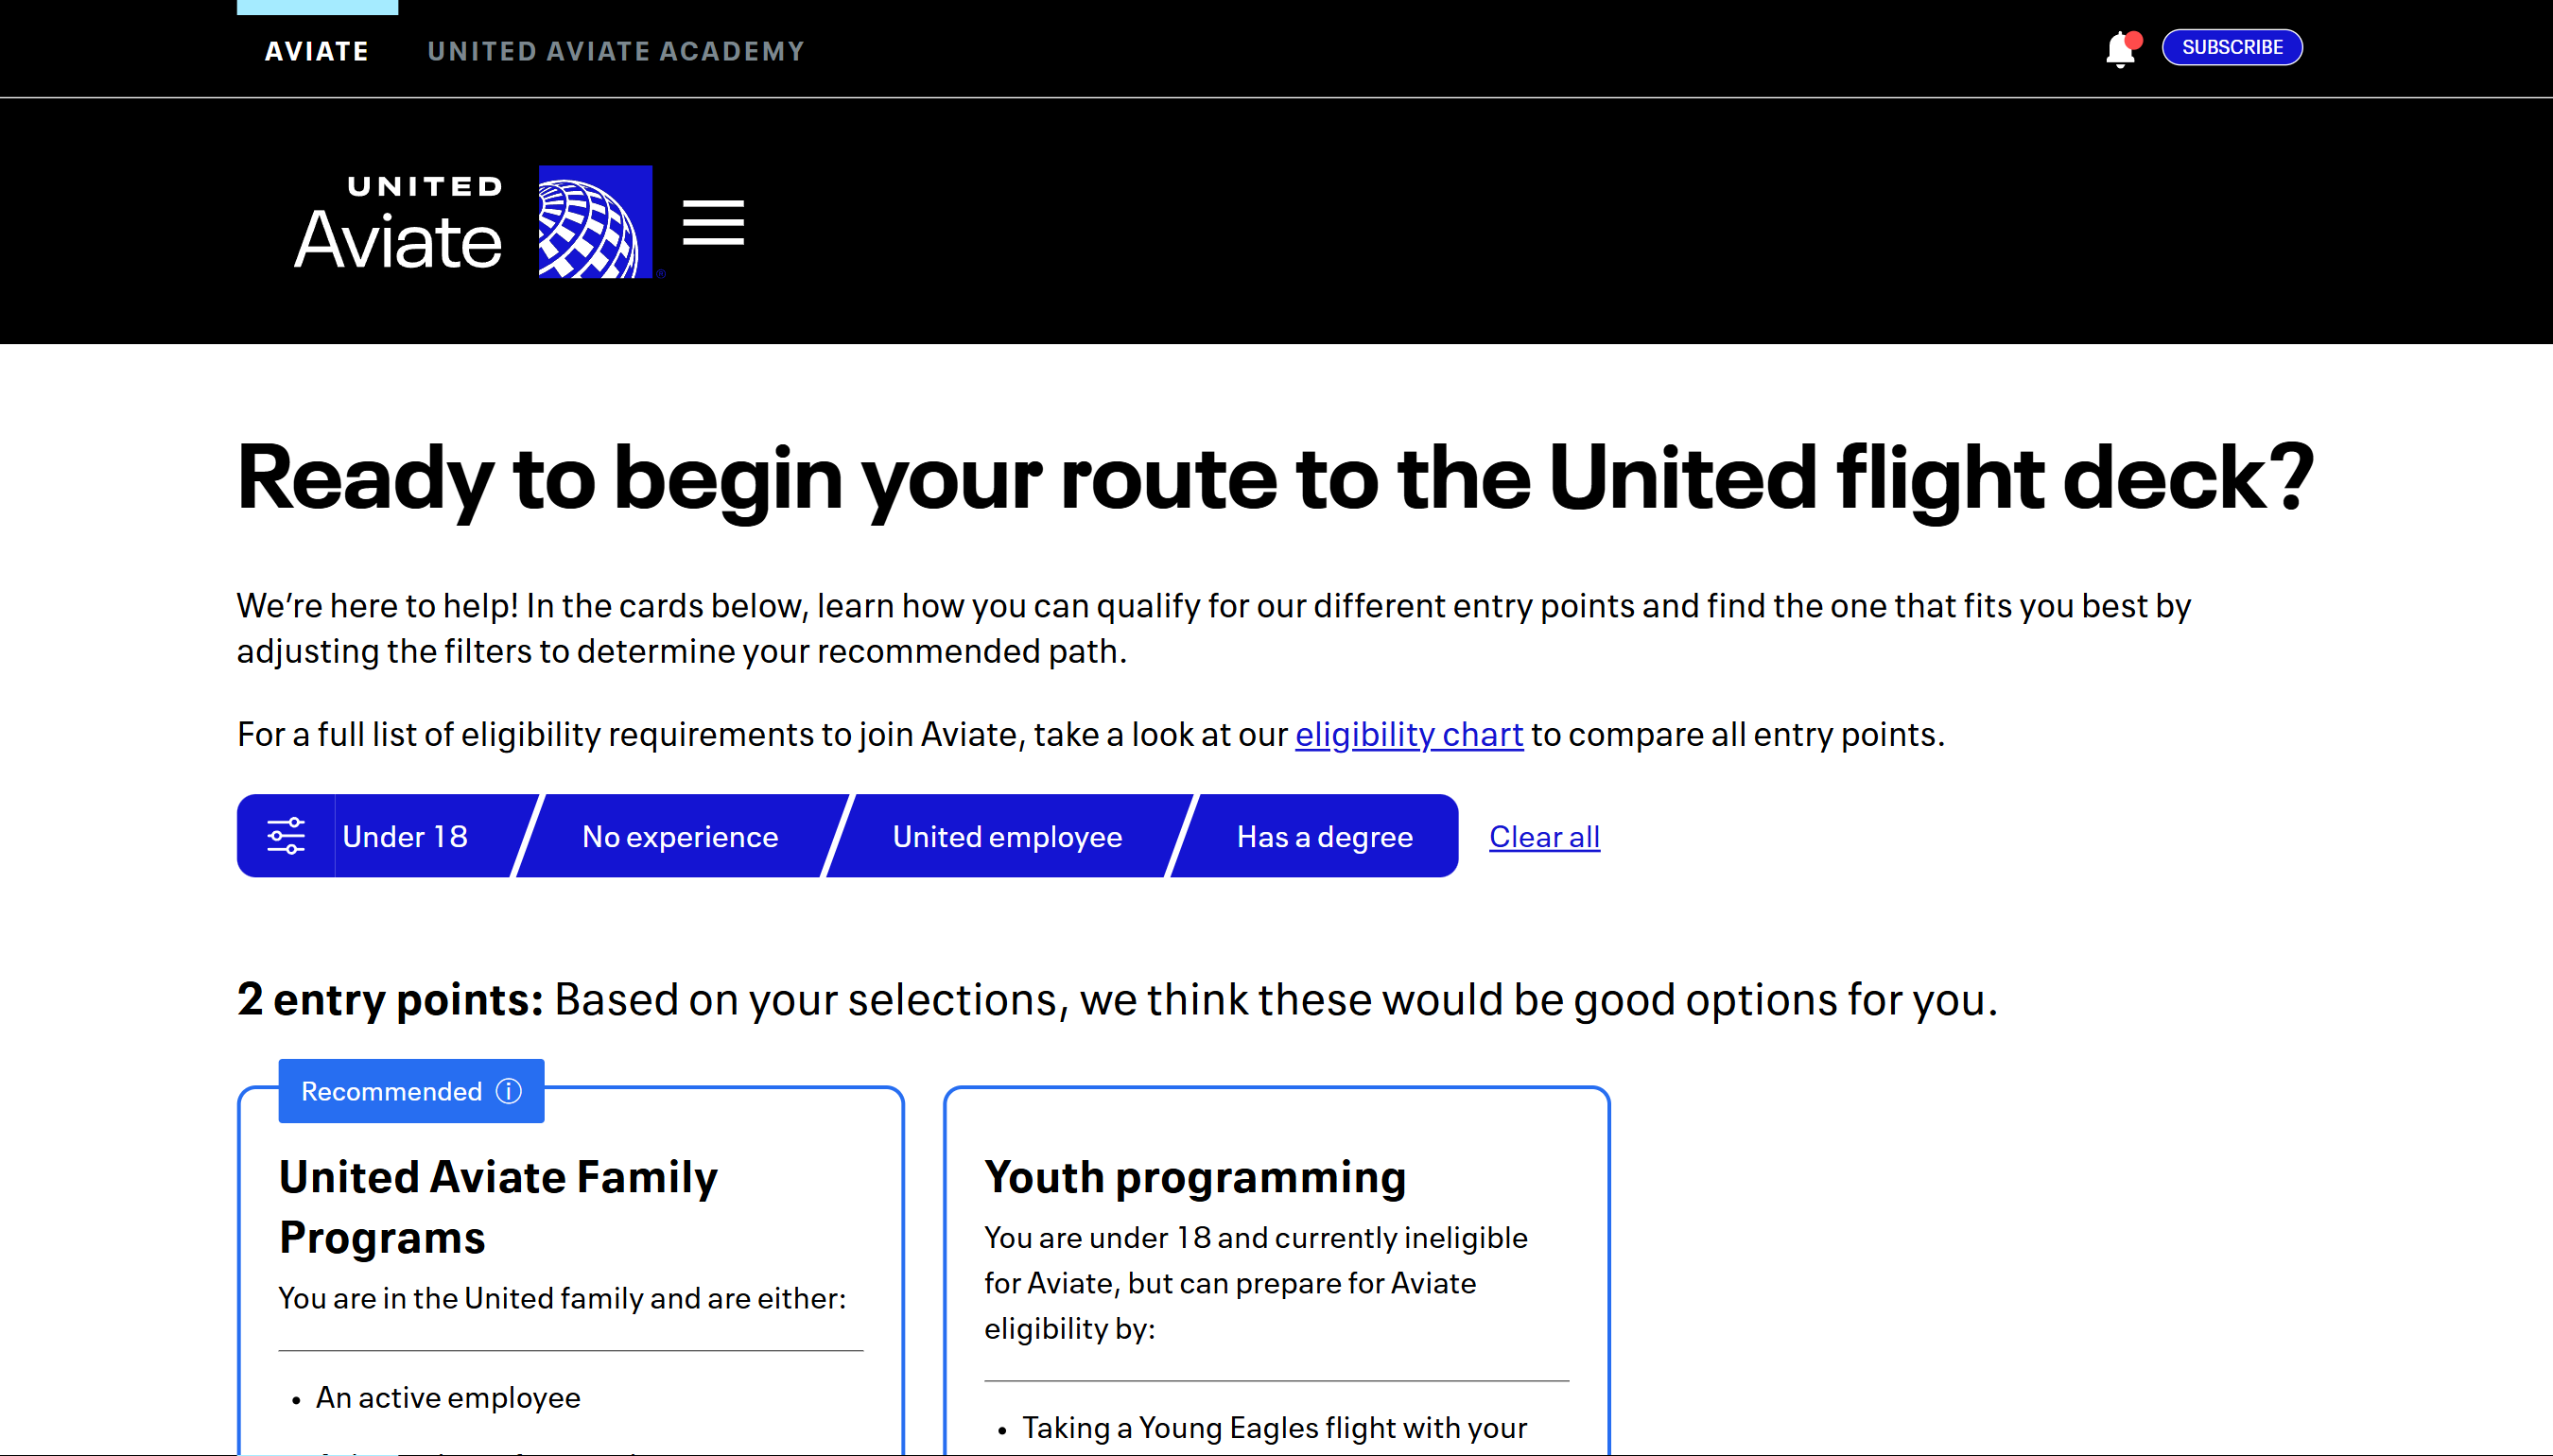 AVIATE
UNITED AVIATE ACADEMY
SUBSCRIBE
UNITED
Aviate
®
Ready to begin your route to the United flight deck?
We’re here to help! In the cards below, learn how you can qualify for our different entry points and find the one that fits you best by
adjusting the filters to determine your recommended path.
For a full list of eligibility requirements to join Aviate, take a look at our eligibility chart to compare all entry points.
Under 18
No experience
United employee
Has a degree
Clear all
2 entry points: Based on your selections, we think these would be good options for you.
Recommended
United Aviate Family
Programs
You are in the United family and are either:
• An active employee
Youth programming
You are under 18 and currently ineligible
for Aviate, but can prepare for Aviate
eligibility by:
• Taking a Young Eagles flight with your